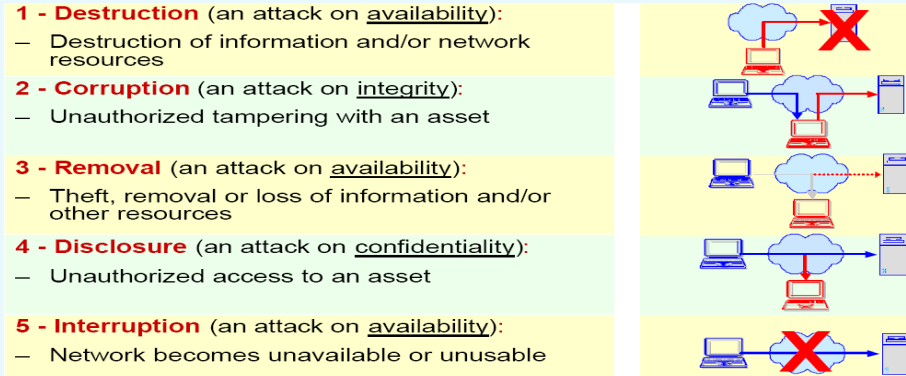 1 - Destruction (an attack on availability):
– Destruction of information and/or network
resources
2 - Corruption (an attack on integrity):
– Unauthorized tampering with an asset
3 - Removal (an attack on availability):
– Theft, removal or loss of information and/or
other resources
4 - Disclosure (an attack on confidentiality):
– Unauthorized access to an asset
5 - Interruption (an attack on availability):
– Network becomes unavailable or unusable